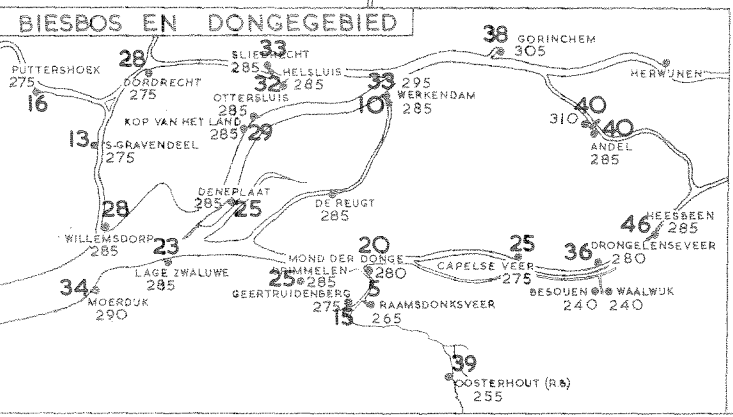 BIESBOS EN DONGEGEBIED
38
GORINCHEM
305
33
SLIEDRECHT
285
28
DORDRECHT
275
PUTTERSHOEK
275
16
32
HELSLUIS
285
HERWIJNEN
33
295
10
WERKENDAM
285
OTTERSLUIS
285
KOP VAN HET LAND
285
29
40
310
40
ANDEL
285
13
S-GRAVENDEEL
275
DENEPLAAT
285
25
DE REUGT
285
28
WILLEMSDORP
285
46
HEESBEEN
285
23
LAGE ZWALUWE
285
20
MOND DER DONGE
280
25
CAPELSE VEER
275
36
DRONGELENSEVEER
280
DRIMMELEN
25
285
34
MOERDIJK
290
GEERTRUIDENBERG
275
15
5
RAAMSDONKSVEER
265
BESOUEN
240
WAALWIJK
240
39
OOSTERHOUT (R.B.)
255